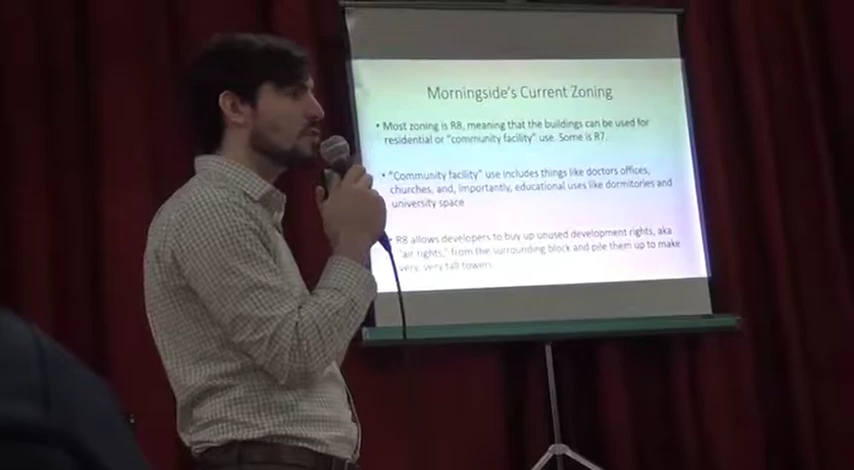 Morningside's Current Zoning
• Most zoning is R8, meaning that the buildings can be used for
residential or "community facility" use. Some is R7.
• "Community facility" use includes things like doctors offices,
churches, and, importantly, educational uses like dormitories and
university space
R8 allows developers to buy up unused development rights, aka
"air rights," from the surrounding block and pile them up to make
very, very tall towers.